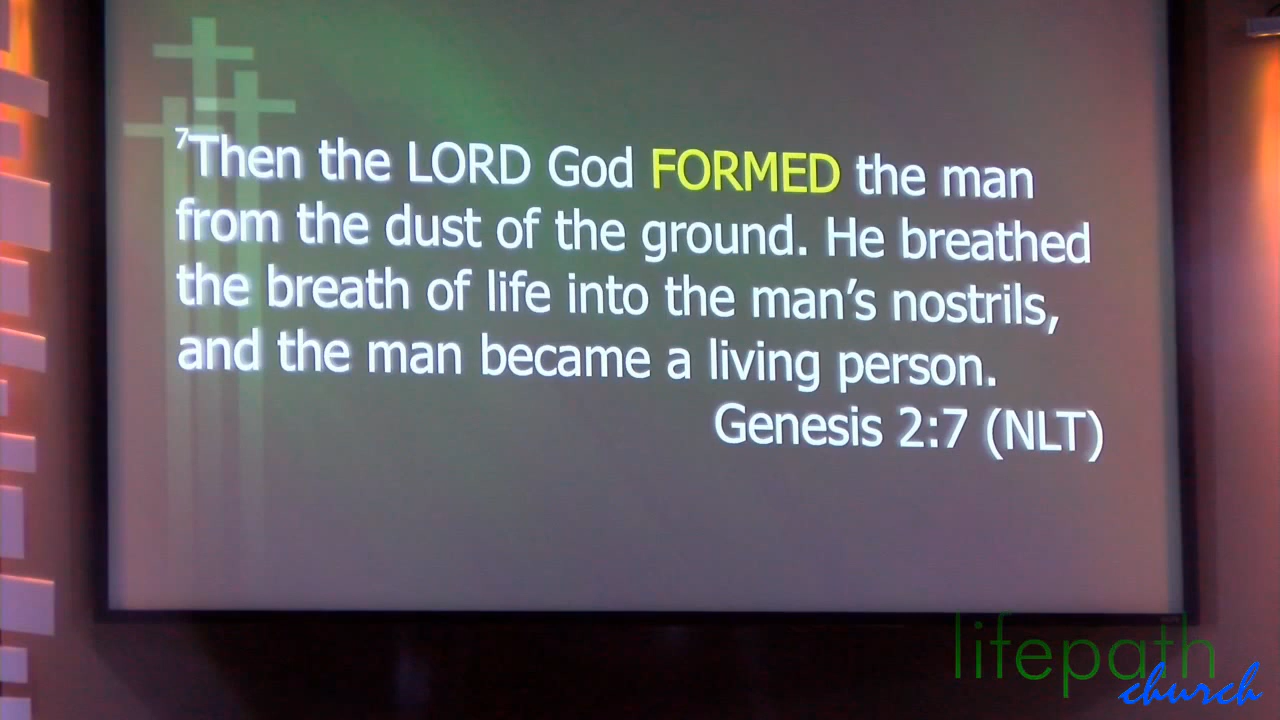 ⁷Then the LORD God FORMED the man
from the dust of the ground. He breathed
the breath of life into the man’s nostrils,
and the man became a living person.
Genesis 2:7 (NLT)
lifepath
church